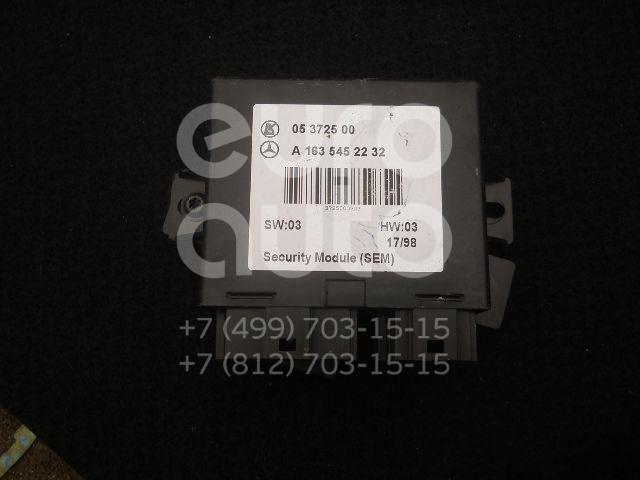 05 3725 00
A 163 545 22 32
SW:03
HW:03
17/98
Security Module (SEM)
euro
auto
+7 (499) 703-15-15
+7 (812) 703-15-15